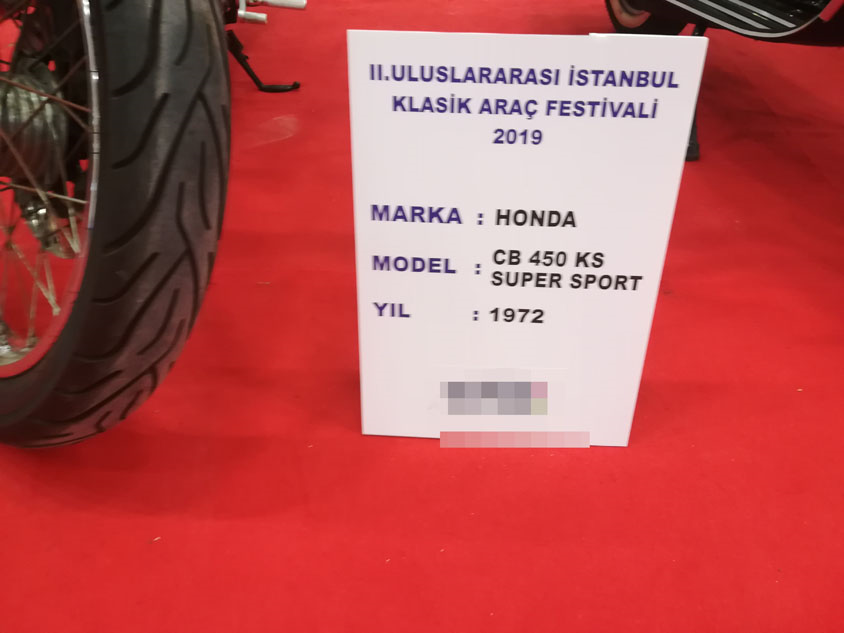 II.ULUSLARARASI İSTANBUL
KLASİK ARAÇ FESTİVALİ
2019
MARKA : HONDA
MODEL : CB 450 KS
SUPER SPORT
YIL : 1972